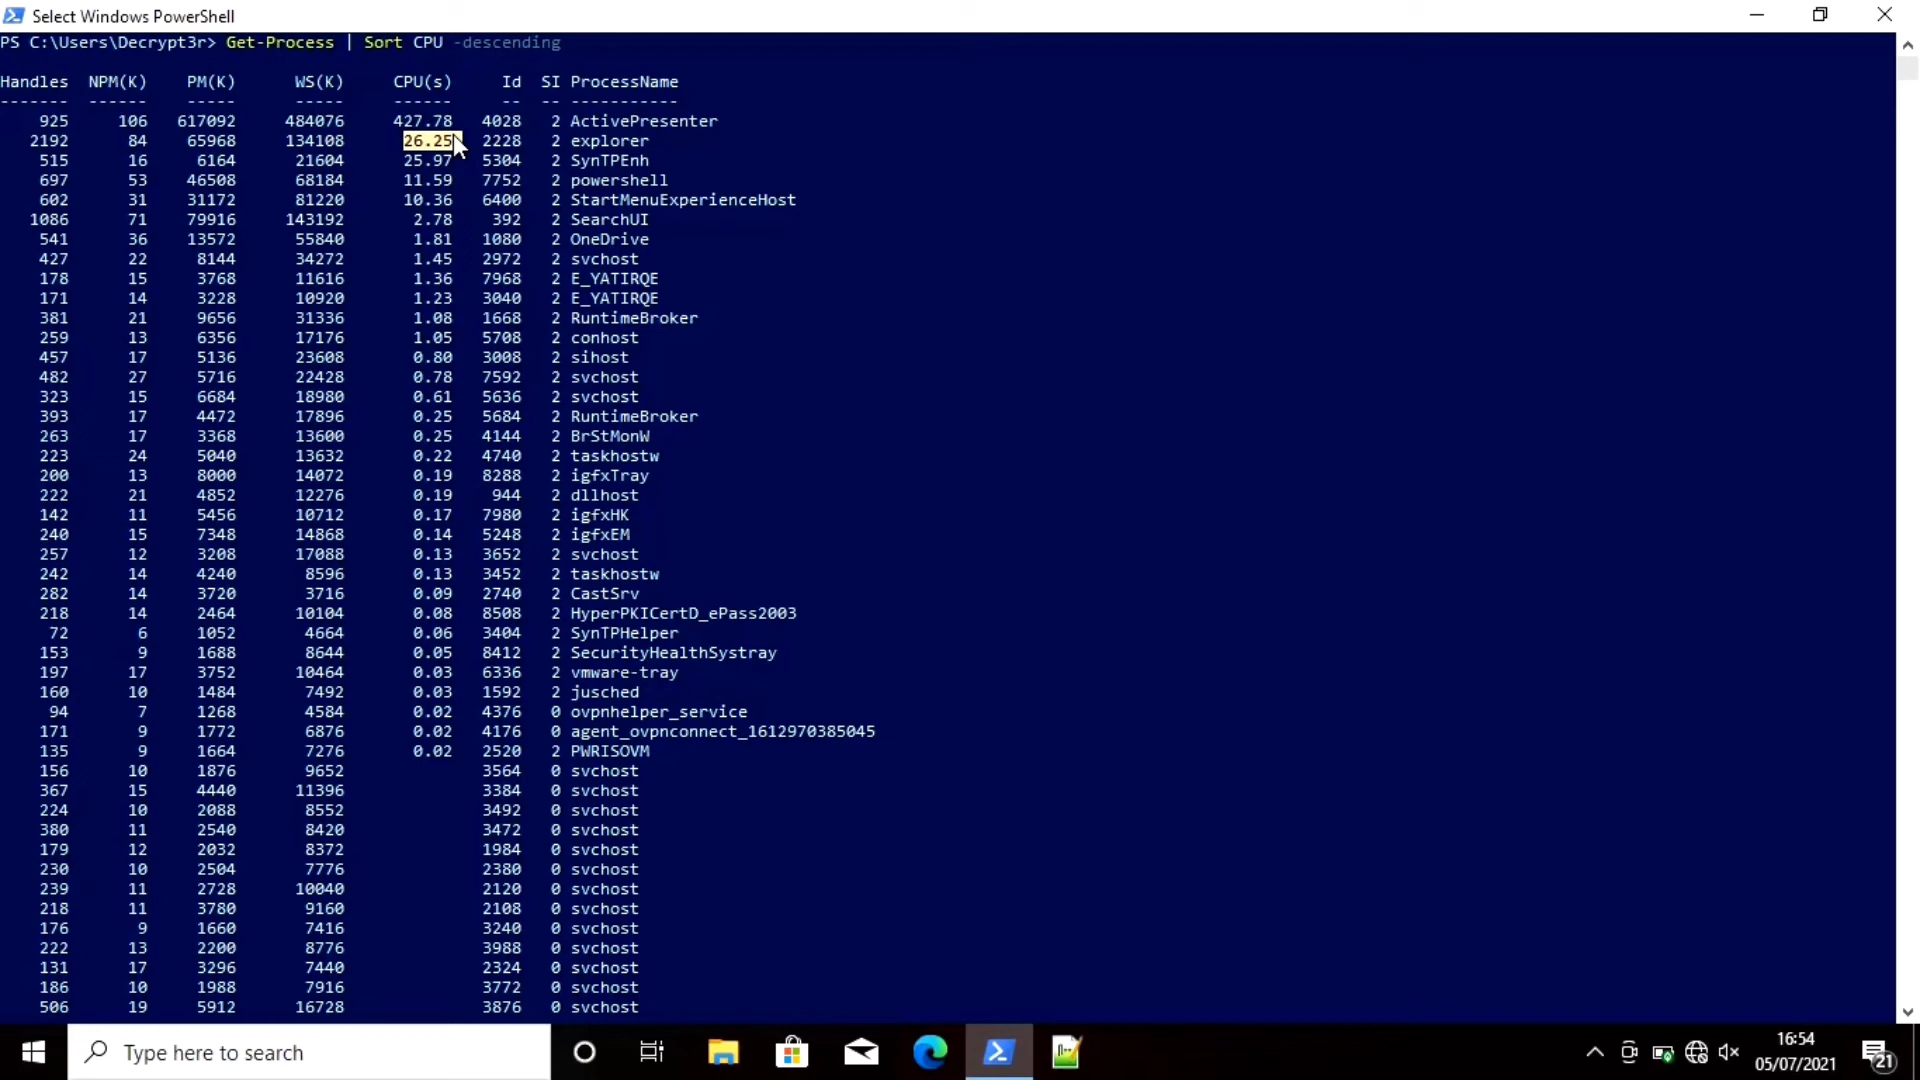 Select Windows PowerShell
PS C:\Users\Decrypt3r> Get-Process | Sort CPU -descending
Handles NPM(K) PM(K) WS(K) CPU(s) Id SI ProcessName
------- ------ ----- ----- ------ -- -- -----------
925 106 617092 484076 427.78 4028 2 ActivePresenter
2192 84 65968 134108 26.25 2228 2 explorer
515 16 6164 21604 25.97 5304 2 SynTPEnh
697 53 46508 68184 11.59 7752 2 powershell
602 31 31172 81220 10.36 6400 2 StartMenuExperienceHost
1086 71 79916 143192 2.78 392 2 SearchUI
541 36 13572 55840 1.81 1080 2 OneDrive
427 22 8144 34272 1.45 2972 2 svchost
178 15 3768 11616 1.36 7968 2 E_YATIRQE
171 14 3228 10920 1.23 3040 2 E_YATIRQE
381 21 9656 31336 1.08 1668 2 RuntimeBroker
259 13 6356 17176 1.05 5708 2 conhost
457 17 5136 23608 0.80 3008 2 sihost
482 27 5716 22428 0.78 7592 2 svchost
323 15 6684 18980 0.61 5636 2 svchost
393 17 4472 17896 0.25 5684 2 RuntimeBroker
263 17 3368 13600 0.25 4144 2 BrStMonW
223 24 5040 13632 0.22 4740 2 taskhostw
200 13 8000 14072 0.19 8288 2 igfxTray
222 21 4852 12276 0.19 944 2 dllhost
142 11 5456 10712 0.17 7980 2 igfxHK
240 15 7348 14868 0.14 5248 2 igfxEM
257 12 3208 17088 0.13 3652 2 svchost
242 14 4240 8596 0.13 3452 2 taskhostw
282 14 3720 3716 0.09 2740 2 CastSrv
218 14 2464 10104 0.08 8508 2 HyperPKICertD_ePass2003
72 6 1052 4664 0.06 3404 2 SynTPHelper
153 9 1688 8644 0.05 8412 2 SecurityHealthSystray
197 17 3752 10464 0.03 6336 2 vmware-tray
160 10 1484 7492 0.03 1592 2 jusched
94 7 1268 4584 0.02 4376 0 ovpnhelper_service
171 9 1772 6876 0.02 4176 0 agent_ovpnconnect_1612970385045
135 9 1664 7276 0.02 2520 2 PWRISOVM
156 10 1876 9652 3564 0 svchost
367 15 4440 11396 3384 0 svchost
224 10 2088 8552 3492 0 svchost
380 11 2540 8420 3472 0 svchost
179 12 2032 8372 1984 0 svchost
230 10 2504 7776 2380 0 svchost
239 11 2728 10040 2120 0 svchost
218 11 3780 9160 2108 0 svchost
176 9 1660 7416 3240 0 svchost
222 13 2200 8776 3988 0 svchost
131 17 3296 7440 2324 0 svchost
186 10 1988 7916 3772 0 svchost
506 19 5912 16728 3876 0 svchost
Type here to search
16:54
05/07/2021
21